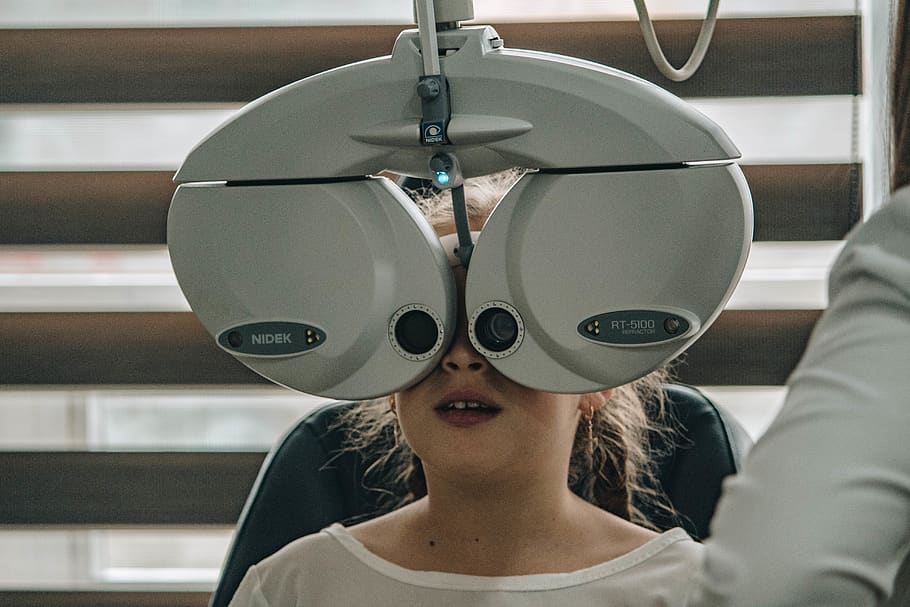 NIDEK
NIDEK
RT-5100
REFRACTOR